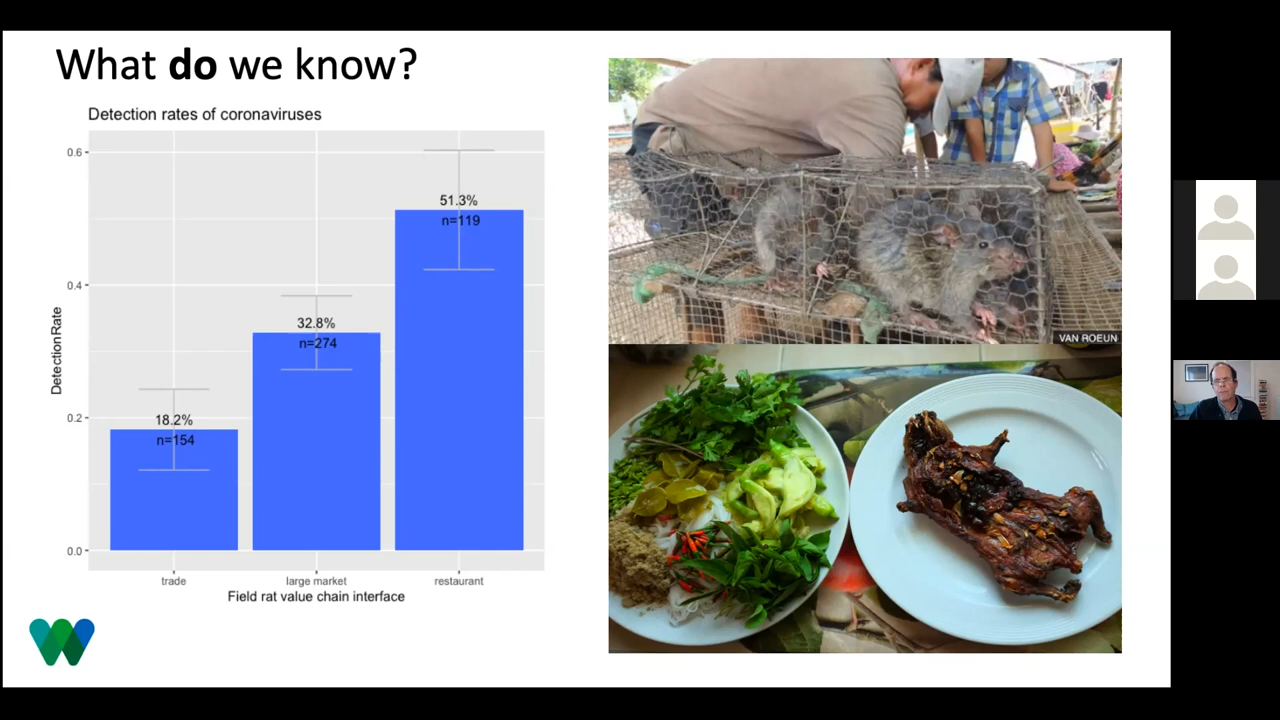 What do we know?
Detection rates of coronaviruses
0.6
0.4
0.2
0.0
DetectionRate
18.2%
n=154
32.8%
n=274
51.3%
n=119
trade
large market
restaurant
Field rat value chain interface
VAN ROEUN